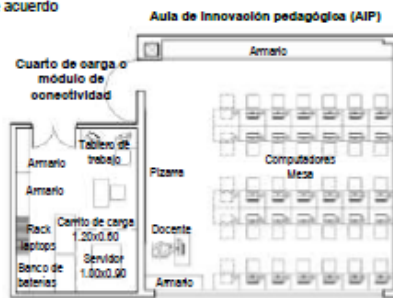 acuerdo
Aula de Innovación pedagógica (AIP)
Armario
Cuarto de carga o
módulo de
conectividad
Tablero de
trabajo
Armario
Armario
Pizarra
Computadoras
Mesa
Rack
laptops
Carrito de carga
1.20x0.60
Docente
Banco de
baterías
Servidor
1.00x0.90
Armario